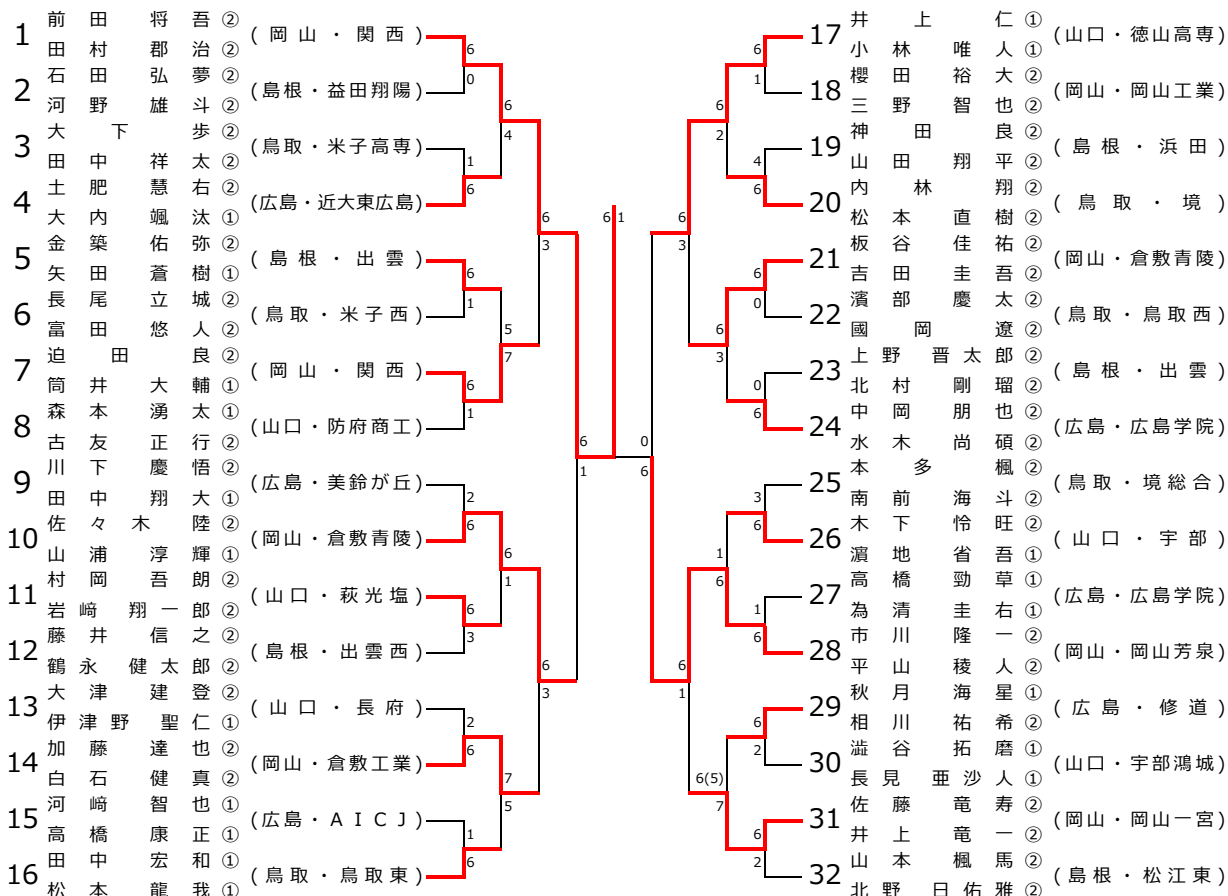 1 前田将吾② (岡山・関西)
田村郡治②
2 石田弘夢② (島根・益田翔陽)
河野雄斗②
3 大下歩② (鳥取・米子高専)
田中祥太②
4 土肥慧右② (広島・近大東広島)
大内颯汰①
5 金築佑弥② (島根・出雲)
矢田蒼樹①
6 長尾立城② (鳥取・米子西)
富田悠人②
7 迫田良② (岡山・関西)
筒井大輔①
8 森本湧太① (山口・防府商工)
古友正行②
9 川下慶悟② (広島・美鈴が丘)
田中翔大①
10 佐々木陸② (岡山・倉敷青陵)
山浦淳輝①
11 村岡吾朗② (山口・萩光塩)
岩﨑翔一郎②
12 藤井信之② (島根・出雲西)
鶴永健太郎②
13 大津建登② (山口・長府)
伊津野聖仁①
14 加藤達也② (岡山・倉敷工業)
白石健真②
15 河﨑智也① (広島・AICJ)
高橋康正①
16 田中宏和① (鳥取・鳥取東)
松本龍我①
6
0
1
6
6
1
6
1
2
6
6
3
2
6
1
6
6
4
5
7
6
1
7
5
6
3
6
3
6
1
6 1
0
6
6
3
6
1
6
2
6
3
1
6
6(5)
7
6
1
4
6
6
0
0
6
3
6
1
6
6
2
6
2
17 井上仁① (山口・徳山高専)
小林唯人①
18 櫻田裕大② (岡山・岡山工業)
三野智也②
19 神田良② (島根・浜田)
山田翔平②
20 内林翔② (鳥取・境)
松本直樹②
21 板谷佳祐② (岡山・倉敷青陵)
吉田圭吾②
22 濱部慶太② (鳥取・鳥取西)
國岡遼②
23 上野晋太郎② (島根・出雲)
北村剛瑠②
24 中岡朋也② (広島・広島学院)
水木尚碩②
25 本多楓② (鳥取・境総合)
南前海斗②
26 木下怜旺② (山口・宇部)
濵地省吾①
27 高橋勁草① (広島・広島学院)
為清圭右①
28 市川隆一② (岡山・岡山芳泉)
平山稜人②
29 秋月海星① (広島・修道)
相川祐希②
30 澁谷拓磨① (山口・宇部鴻城)
長見亜沙人①
31 佐藤竜寿② (岡山・岡山一宮)
井上竜一②
32 山本楓馬② (島根・松江東)
北野日佑雅②